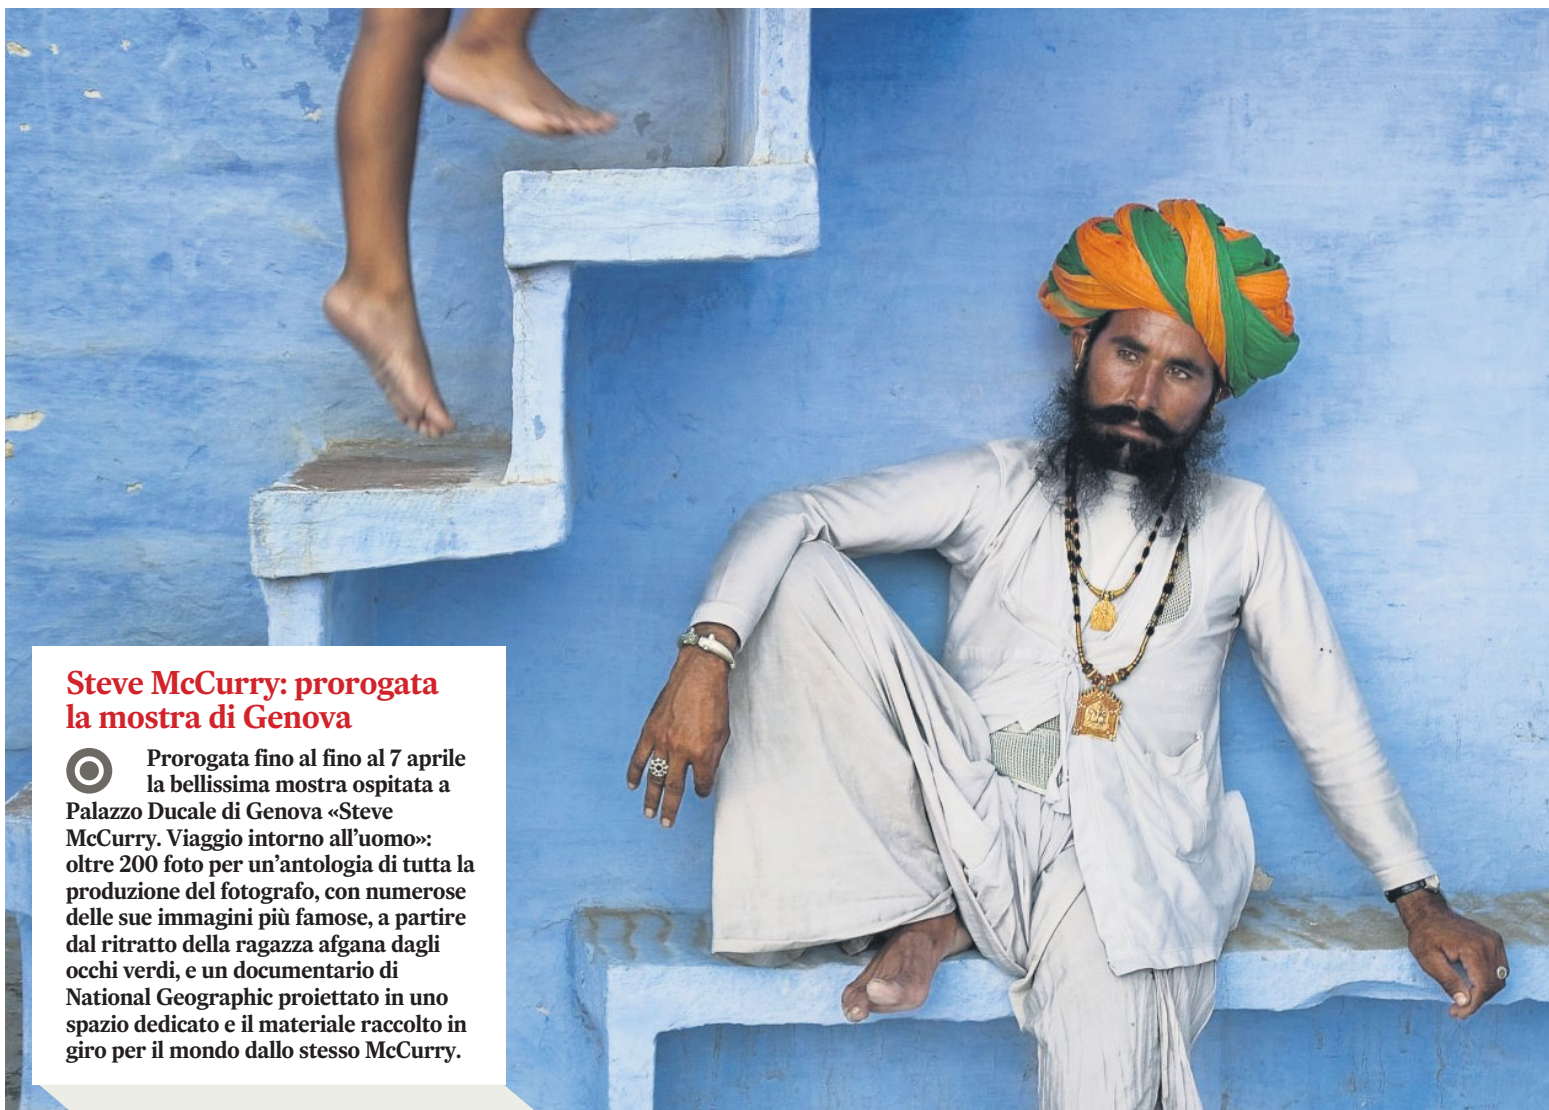 Steve McCurry: prorogata
la mostra di Genova
Prorogata fino al fino al 7 aprile
la bellissima mostra ospitata a
Palazzo Ducale di Genova «Steve
McCurry. Viaggio intorno all'uomo»:
oltre 200 foto per un'antologia di tutta la
produzione del fotografo, con numerose
delle sue immagini più famose, a partire
dal ritratto della ragazza afgana dagli
occhi verdi, e un documentario di
National Geographic proiettato in uno
spazio dedicato e il materiale raccolto in
giro per il mondo dallo stesso McCurry.